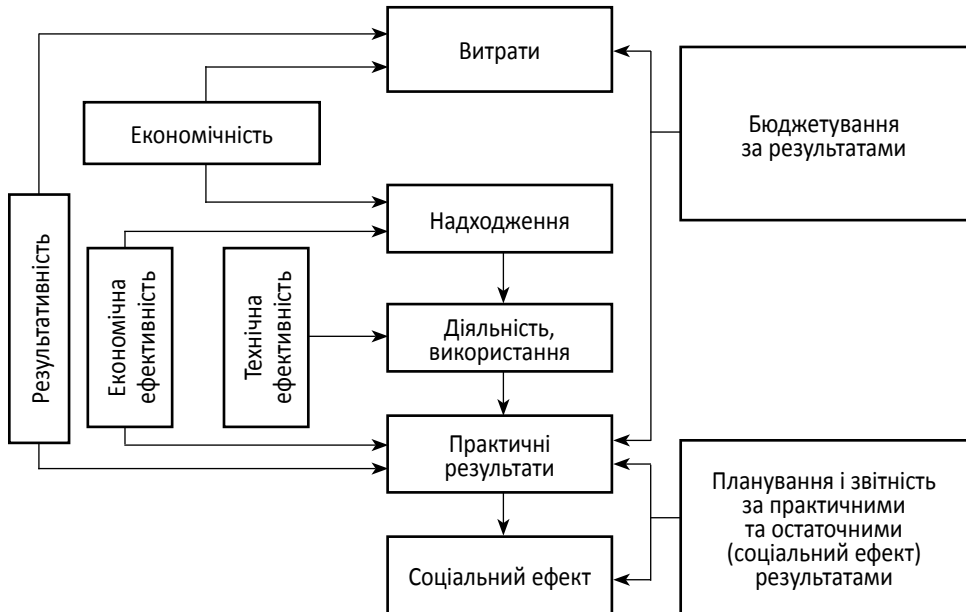 Витрати
Бюджетування
за результатами
Економічність
Надходження
Результативність
Економічна
ефективність
Технічна
ефективність
Діяльність,
використання
Практичні
результати
Планування і звітність
за практичними
та остаточними
(соціальний ефект)
результатами
Соціальний ефект